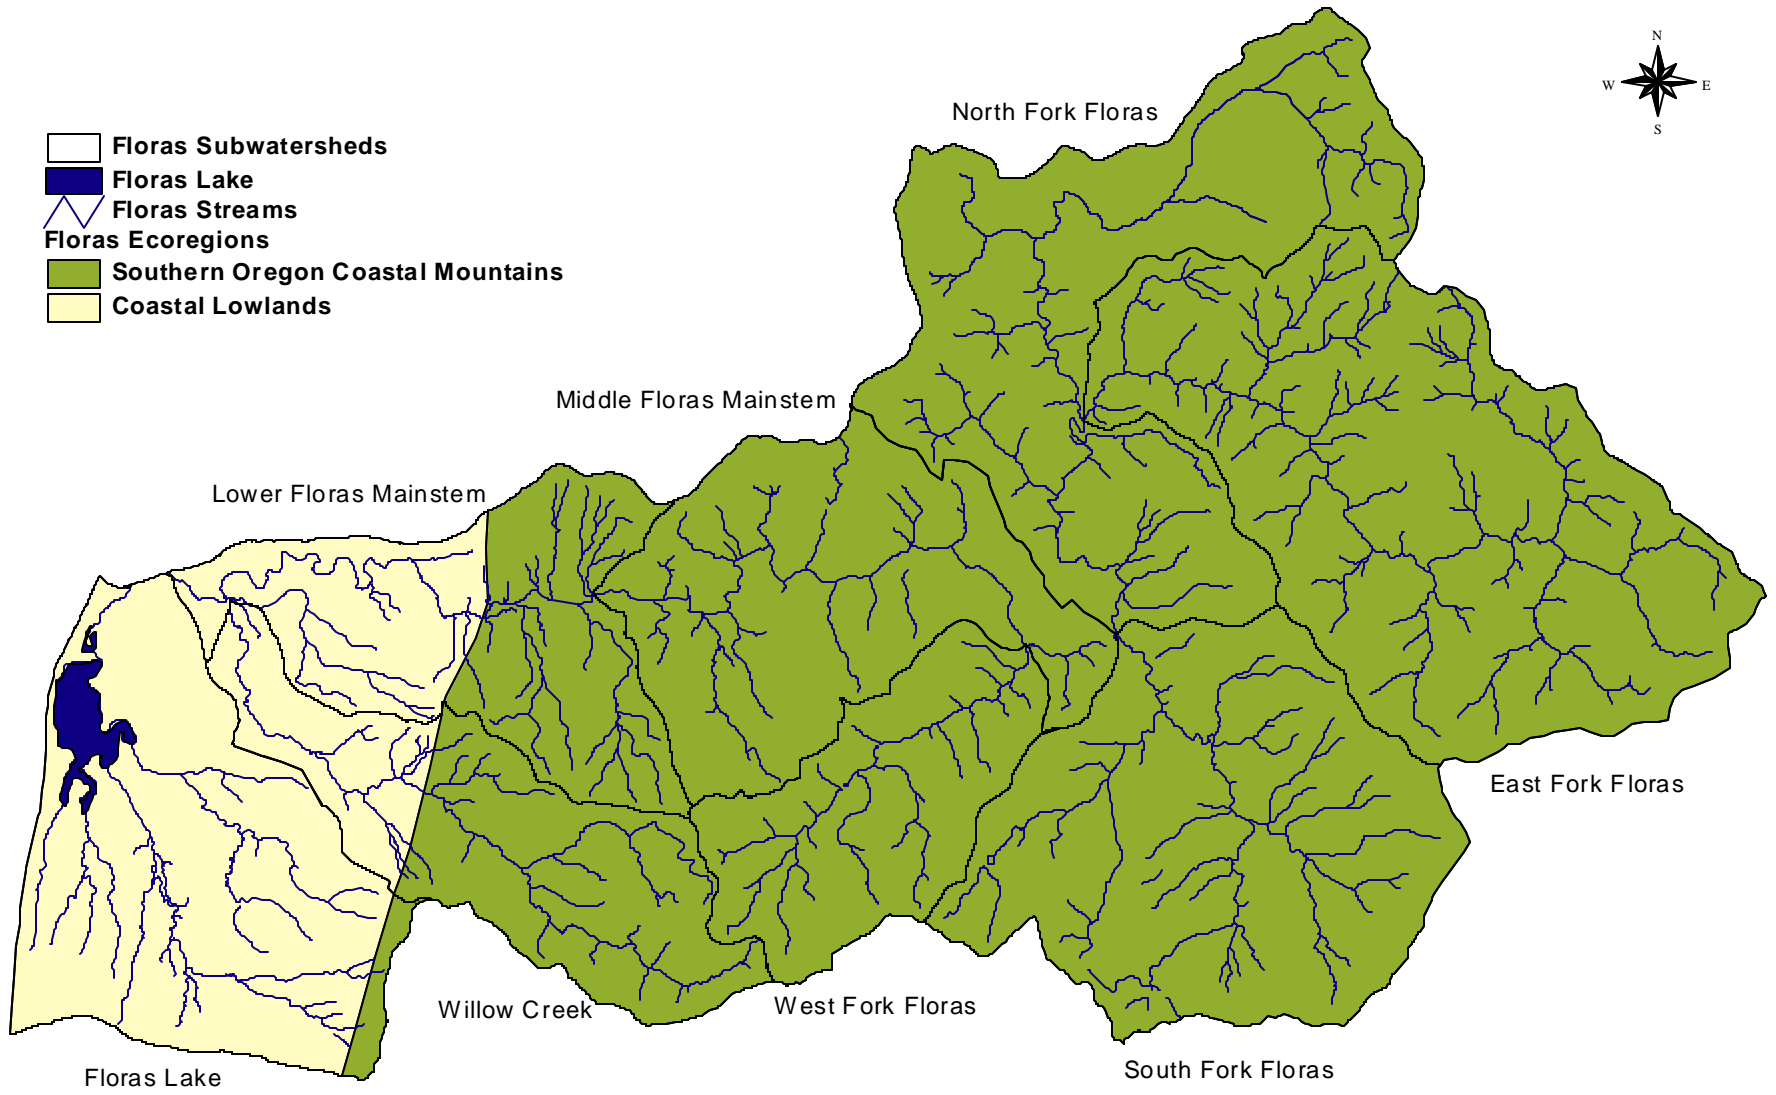 N
W E
S
North Fork Floras
Floras Subwatersheds
Floras Lake
Floras Streams
Floras Ecoregions
Southern Oregon Coastal Mountains
Coastal Lowlands
Middle Floras Mainstem
Lower Floras Mainstem
East Fork Floras
Willow Creek
West Fork Floras
South Fork Floras
Floras Lake